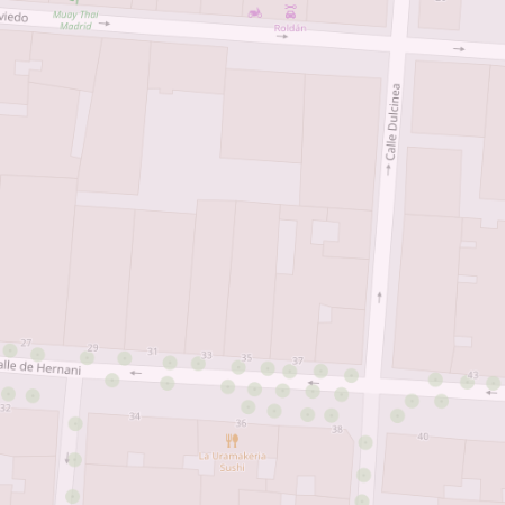 viedo
Muay Thai
Madrid
Roldán
Calle Dulcinea
27
29
31
33
35
37
43
alle de Hernani
32
34
36
38
40
La Uramakeria
Sushi